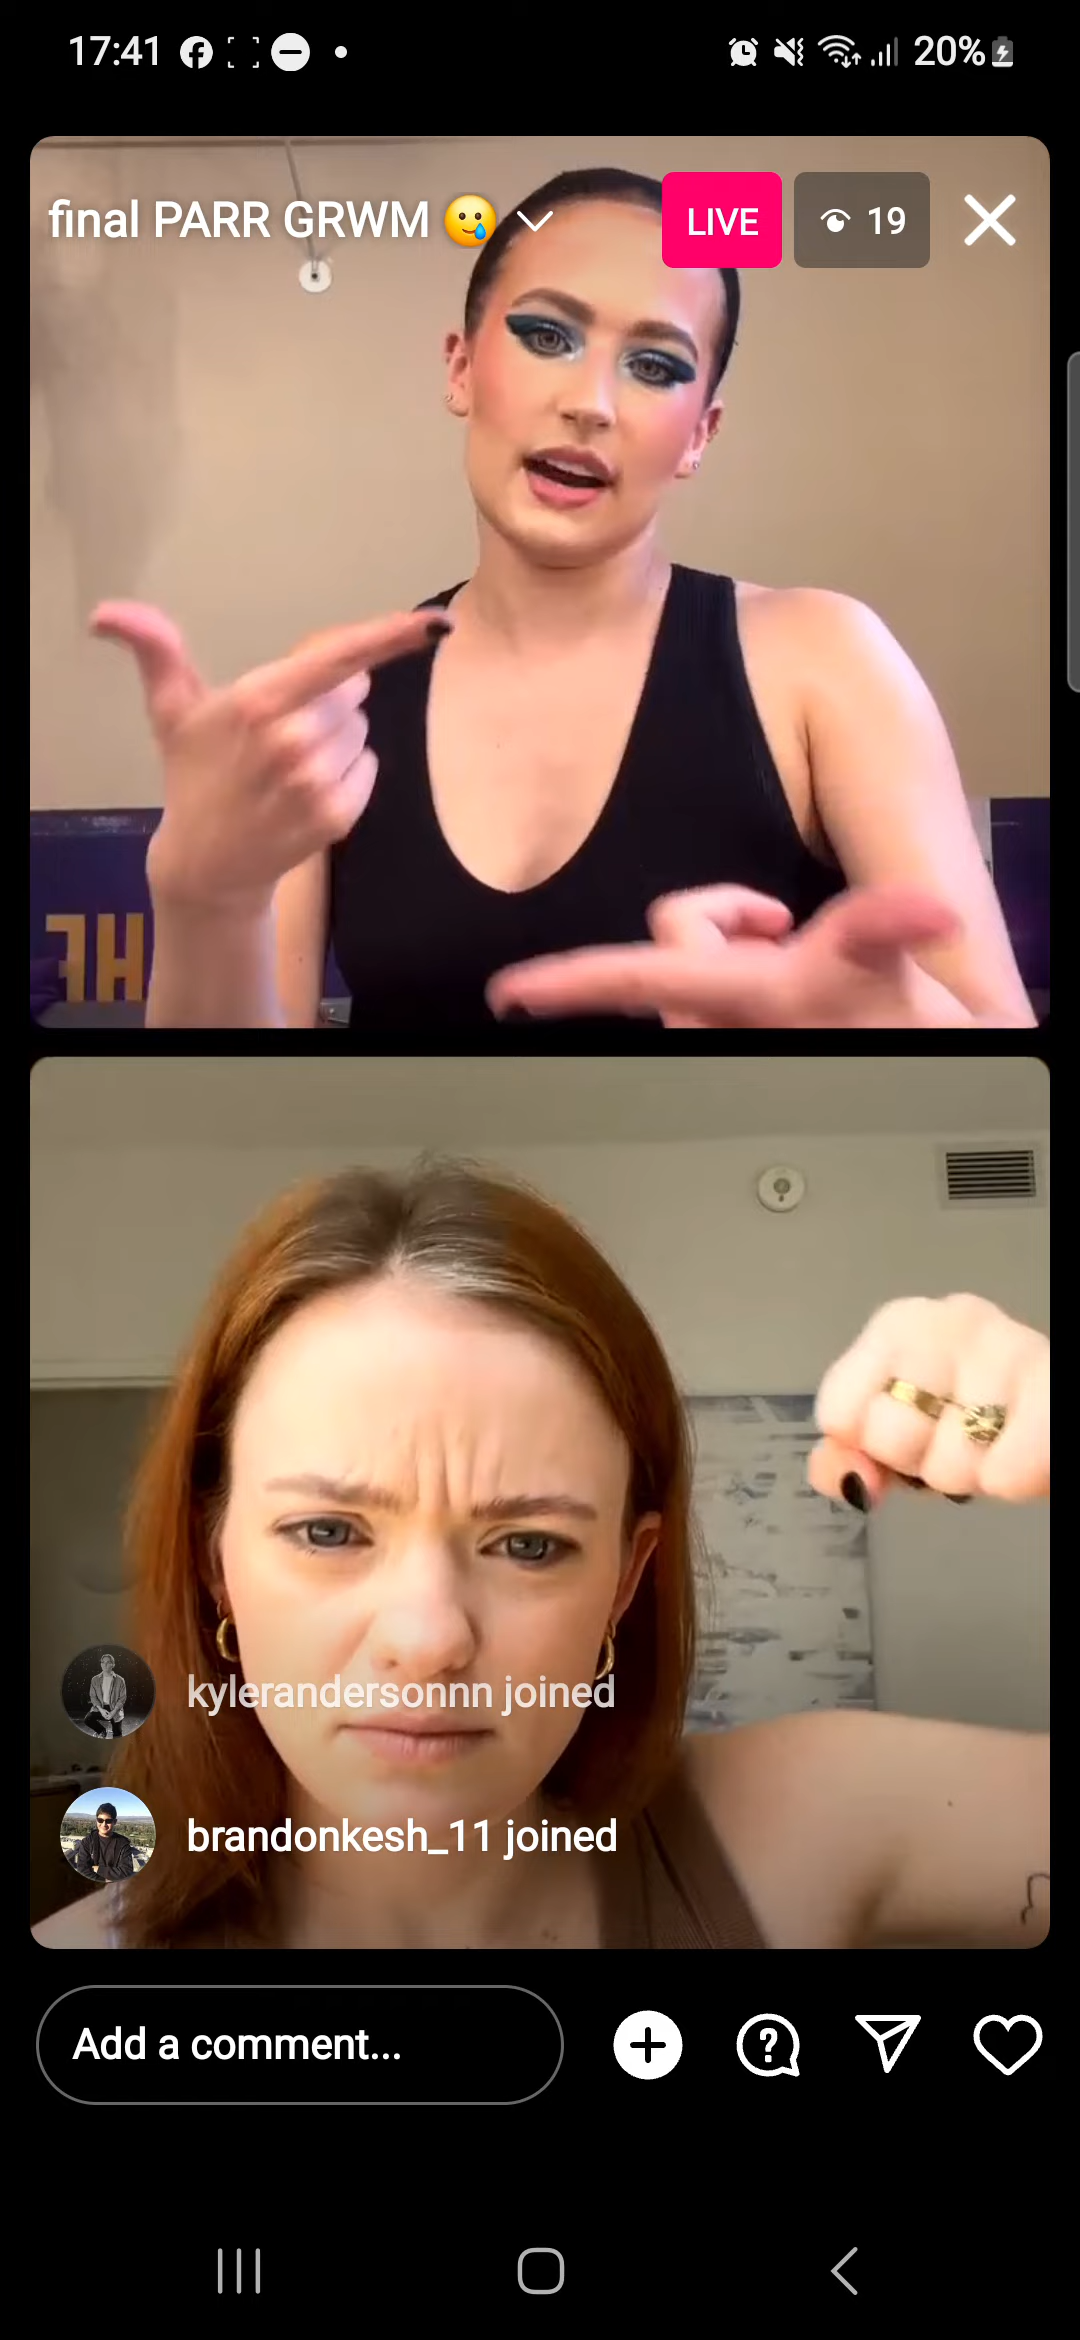 17:41
20%
final PARR GRWM 🥲
LIVE
19
HE
kylerandersonnn joined
brandonkesh_11 joined
Add a comment...